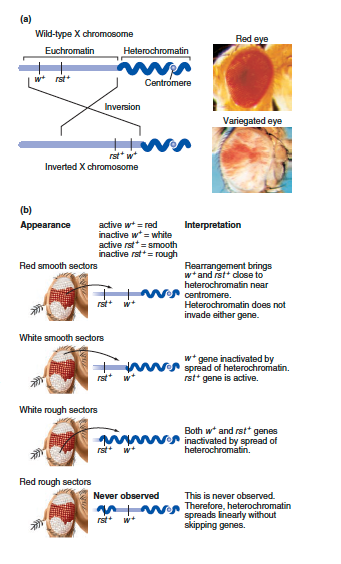 (a)
Wild-type X chromosome
Euchromatin Heterochromatin
w+ rst+
Centromere
Inversion
rst+ w+
Inverted X chromosome
Red eye
Variegated eye
(b)
Appearance
active w+ = red
inactive w+ = white
active rst+ = smooth
inactive rst+ = rough
Interpretation
Red smooth sectors
rst+ w+
Rearrangement brings
w+ and rst+ close to
heterochromatin near
centromere.
Heterochromatin does not
invade either gene.
White smooth sectors
rst+ w+
w+ gene inactivated by
spread of heterochromatin.
rst+ gene is active.
White rough sectors
rst+ w+
Both w+ and rst+ genes
inactivated by spread of
heterochromatin.
Red rough sectors
Never observed
rst+ w+
This is never observed.
Therefore, heterochromatin
spreads linearly without
skipping genes.